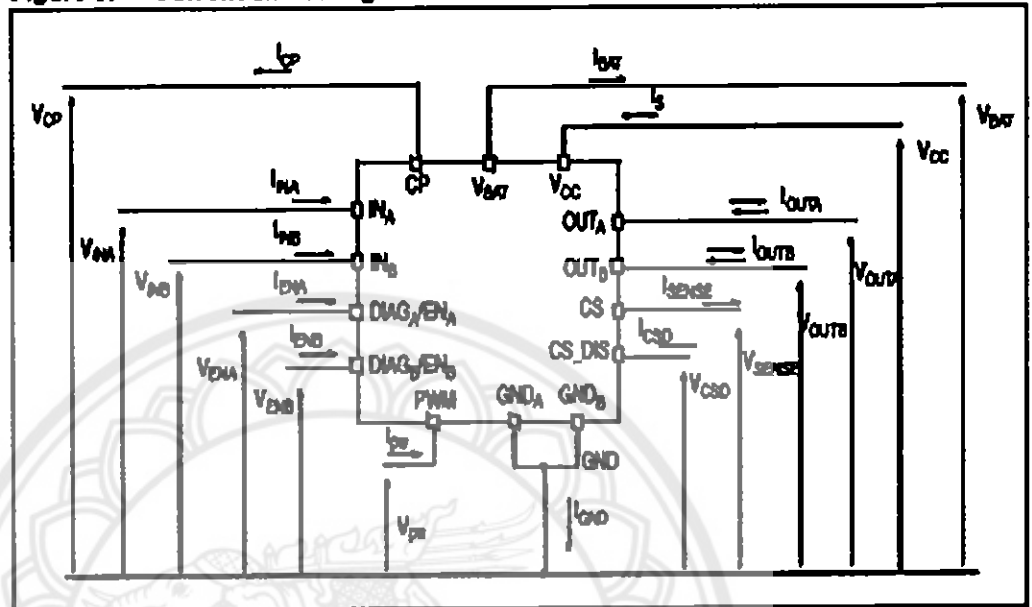 I_CP
I_BAT
I_S
V_CP
V_BAT
V_CC
CP
V_BAT
V_CC
I_INA
IN_A
OUT_A
I_OUTA
V_INA
I_INB
IN_B
OUT_B
I_OUTB
V_INB
V_OUTA
I_ENA
DIAG_A/EN_A
CS
I_SENSE
I_ENB
DIAG_B/EN_B
CS_DIS
I_CSD
V_OUTB
V_ENA
V_SENSE
V_ENB
V_CSD
PWM
GND_A
GND_B
I_pw
GND
V_pw
I_GND